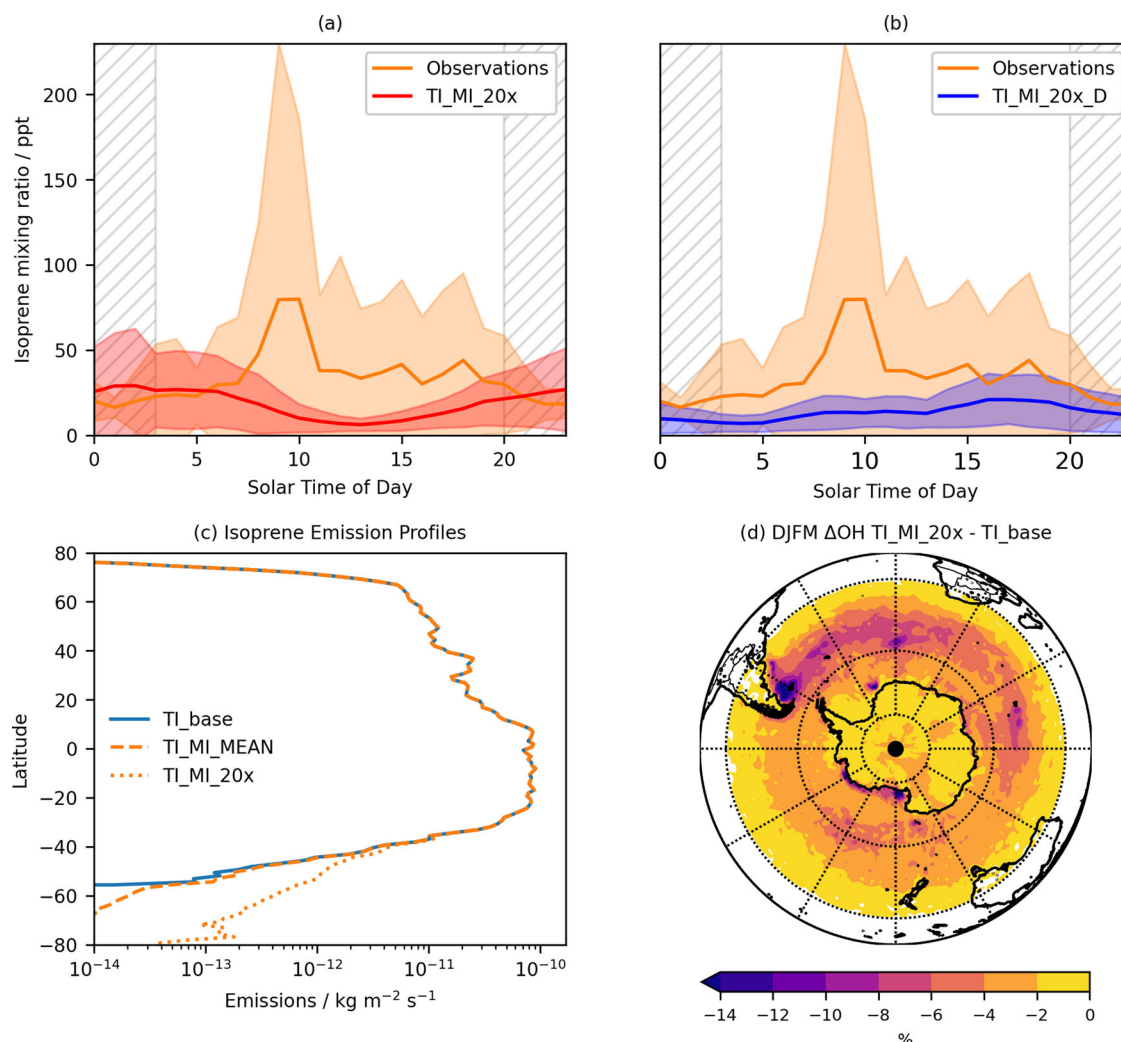 (a)
Isoprene mixing ratio / ppt
200
150
100
50
0
Observations
TI_MI_20x
0 5 10 15 20
Solar Time of Day
(b)
Observations
TI_MI_20x_D
0 5 10 15 20
Solar Time of Day
(c) Isoprene Emission Profiles
Latitude
80
60
40
20
0
−20
−40
−60
−80
TI_base
TI_MI_MEAN
TI_MI_20x
10⁻¹⁴ 10⁻¹³ 10⁻¹² 10⁻¹¹ 10⁻¹⁰
Emissions / kg m⁻² s⁻¹
(d) DJFM ΔOH TI_MI_20x - TI_base
−14 −12 −10 −8 −6 −4 −2 0
%